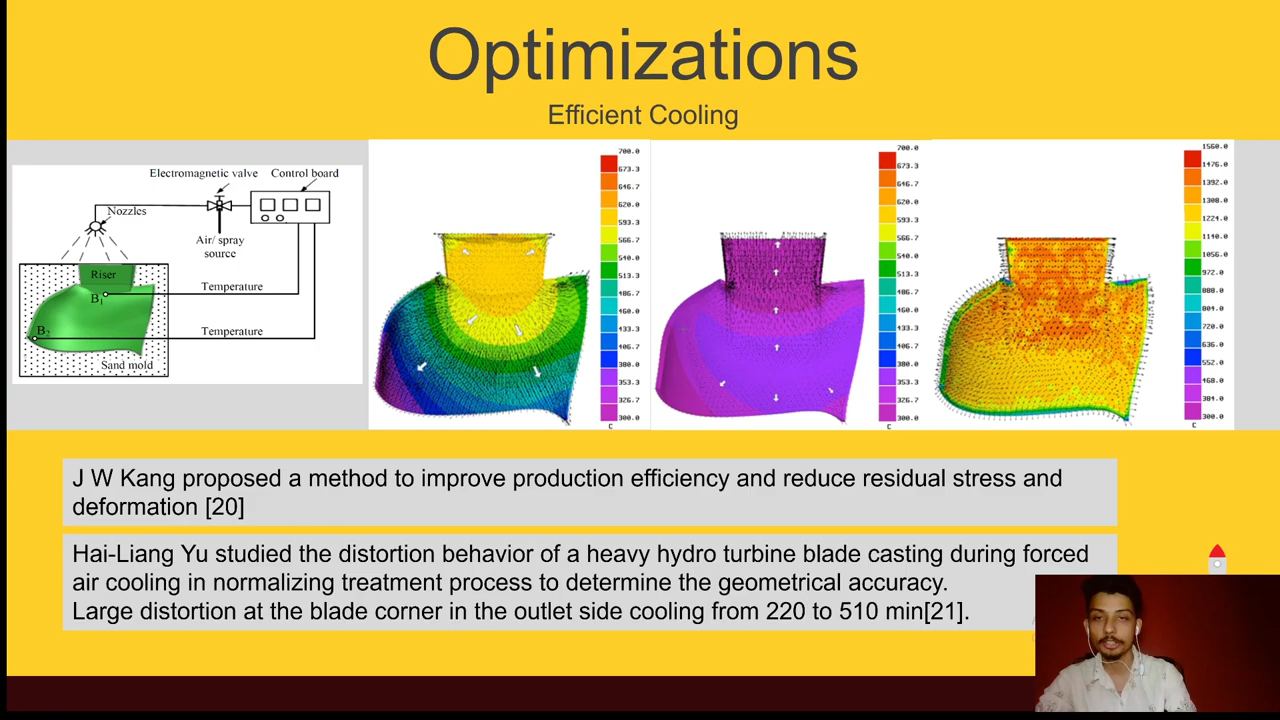 Optimizations
Efficient Cooling
Electromagnetic valve
Control board
Nozzles
Air/ spray
source
Riser
B1
Temperature
B2
Temperature
Sand mold
700.0
673.3
646.7
620.0
593.3
566.7
540.0
513.3
486.7
460.0
433.3
406.7
380.0
353.3
326.7
300.0
C
700.0
673.3
646.7
620.0
593.3
566.7
540.0
513.3
486.7
460.0
433.3
406.7
380.0
353.3
326.7
300.0
C
1560.0
1476.0
1392.0
1308.0
1224.0
1140.0
1056.0
972.0
888.0
804.0
720.0
636.0
552.0
468.0
384.0
300.0
C
J W Kang proposed a method to improve production efficiency and reduce residual stress and
deformation [20]
Hai-Liang Yu studied the distortion behavior of a heavy hydro turbine blade casting during forced
air cooling in normalizing treatment process to determine the geometrical accuracy.
Large distortion at the blade corner in the outlet side cooling from 220 to 510 min[21].